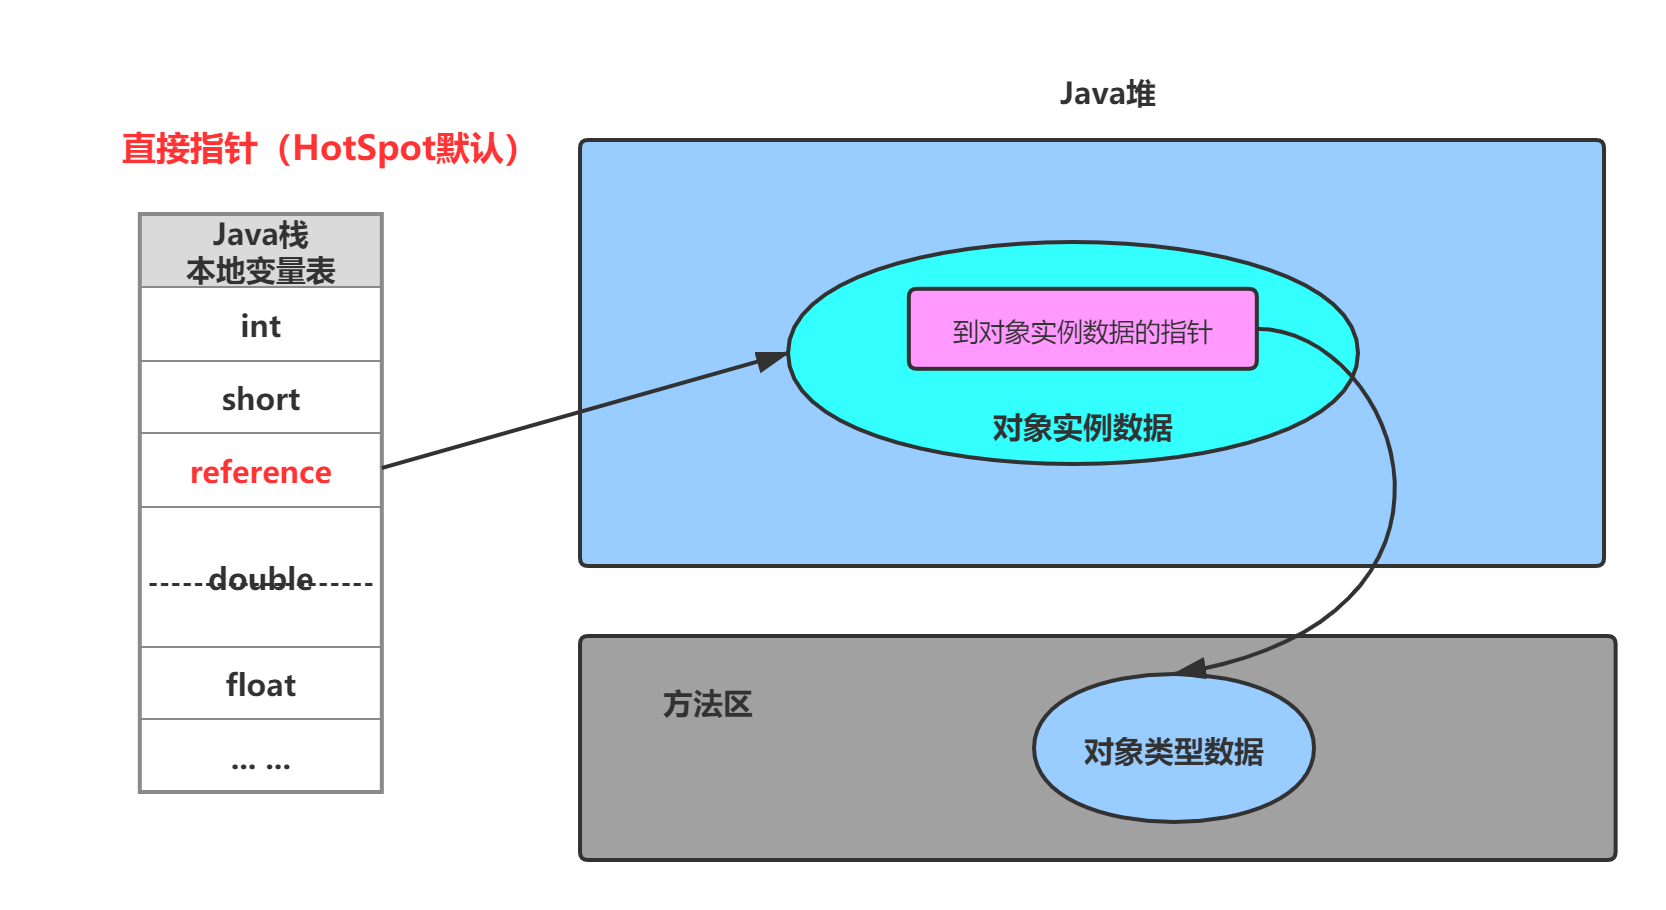 Java堆
直接指针（HotSpot默认）
Java栈
本地变量表
int
short
reference
double
float
... ...
到对象实例数据的指针
对象实例数据
方法区
对象类型数据